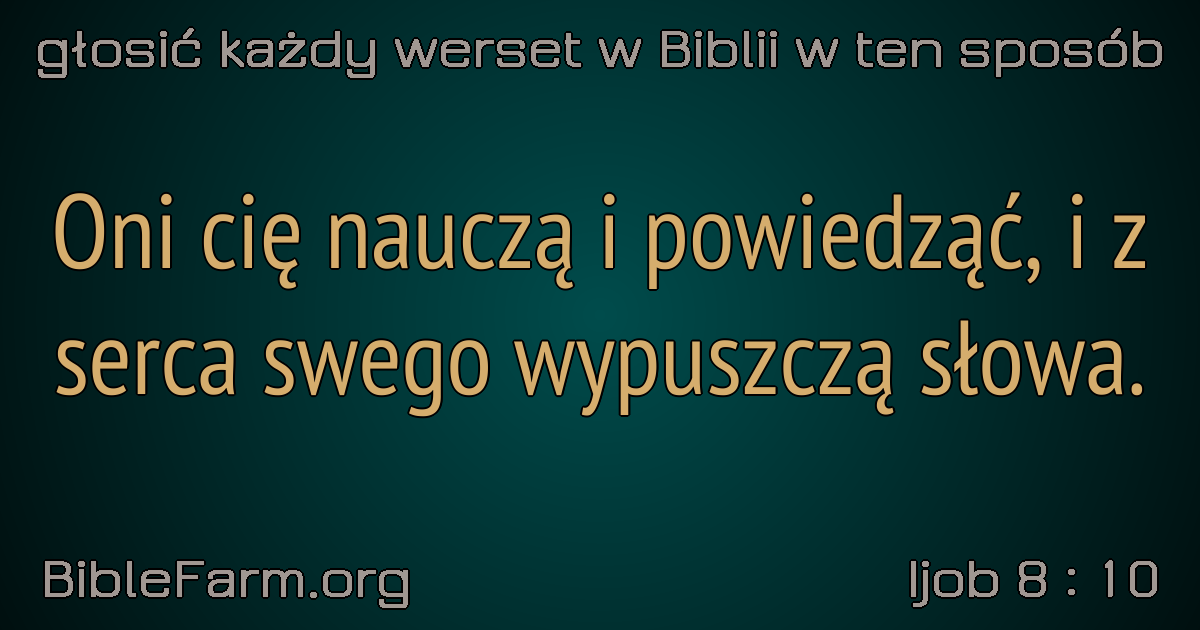 głosić każdy werset w Biblii w ten sposób
Oni cię nauczą i powiedząć, i z
serca swego wypuszczą słowa.
BibleFarm.org
Ijob 8 : 10